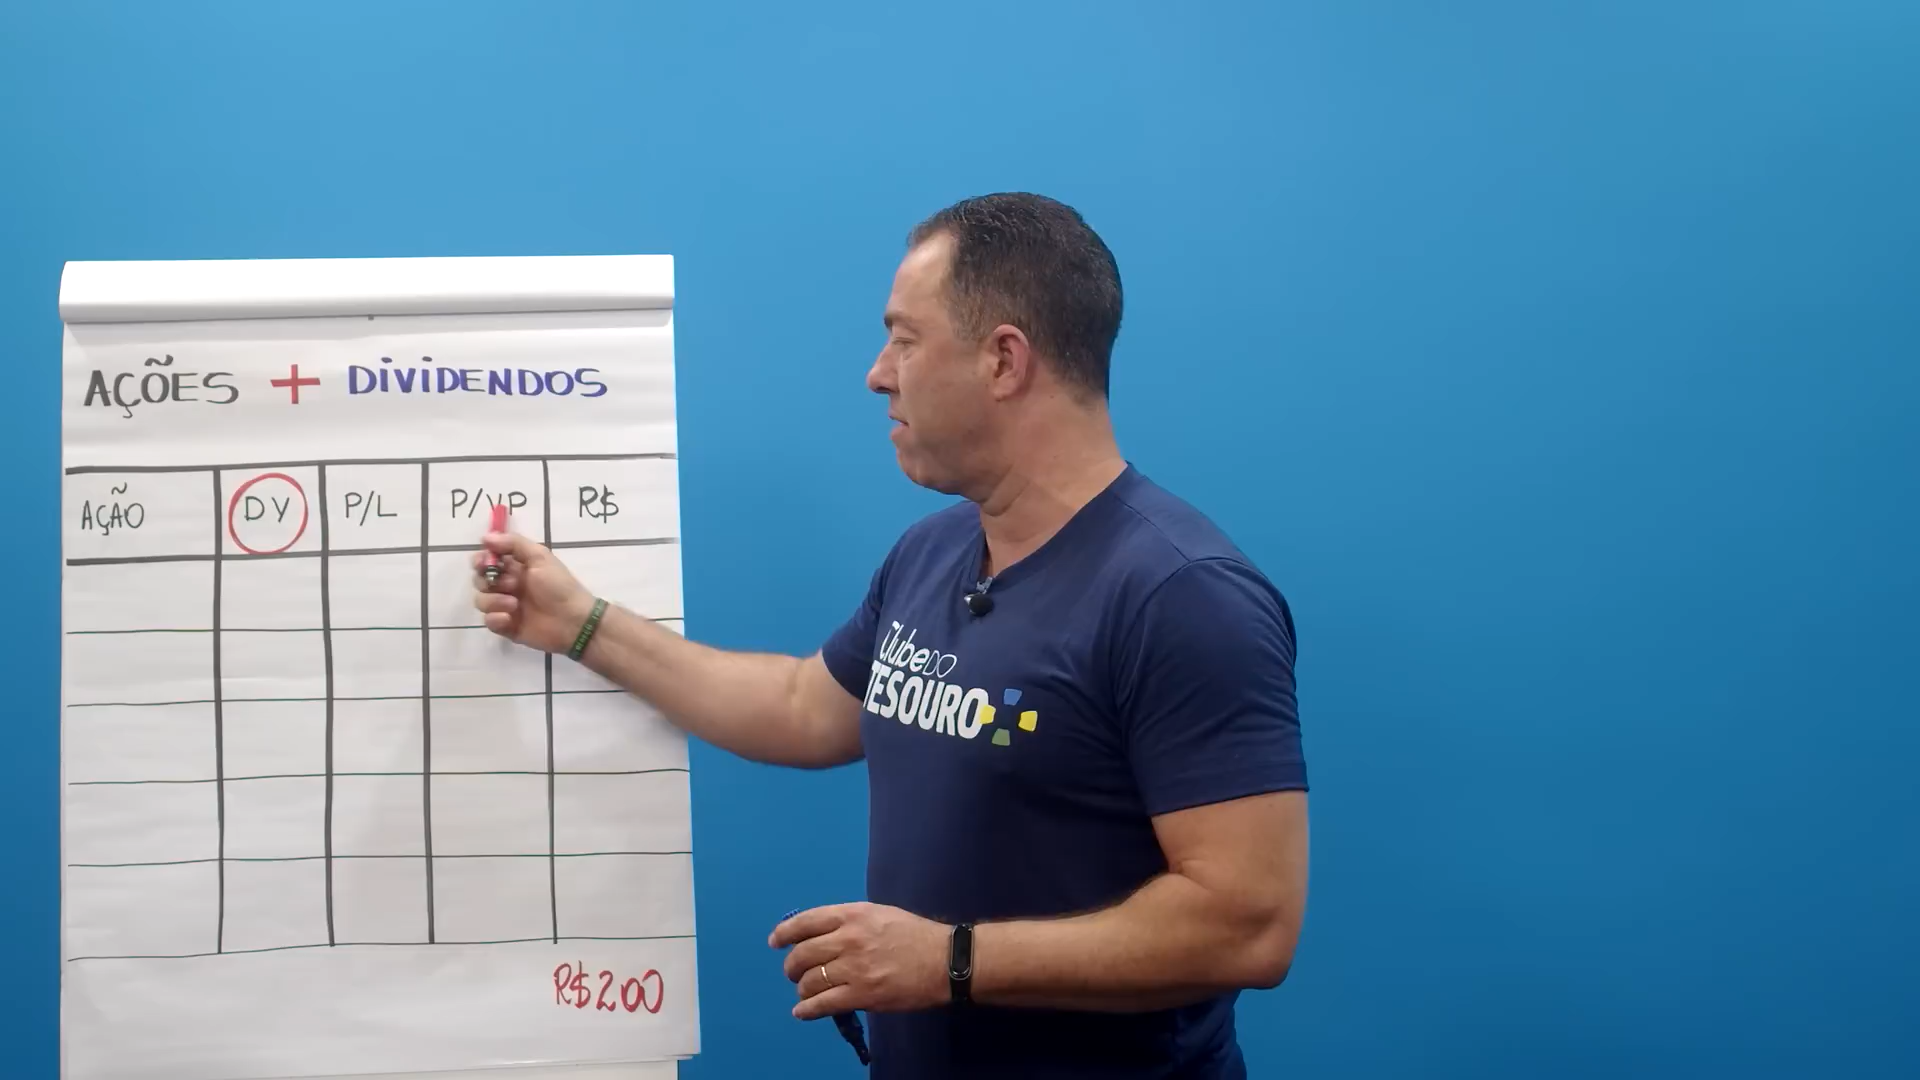 AÇÕES + DIVIDENDOS
AÇÃO DY P/L P/VP R$
R$200
Clube DO
TESOURO